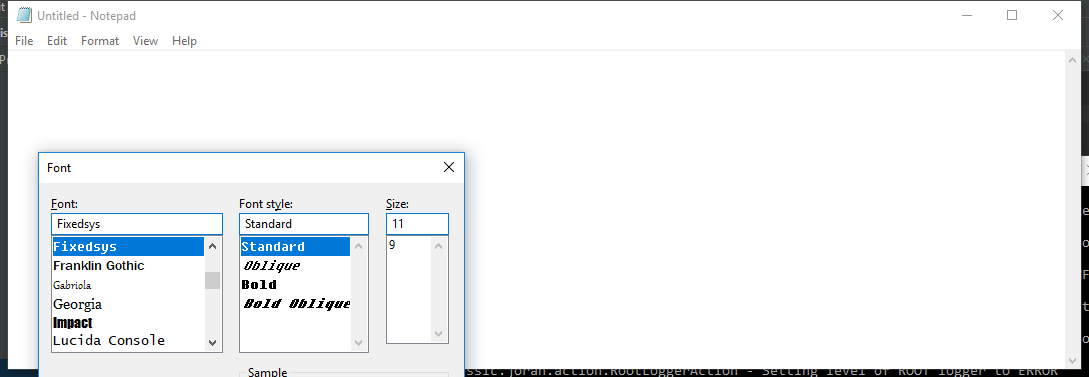 Untitled - Notepad
File Edit Format View Help
Font
Font: Font style: Size:
Fixedsys Standard 11
Fixedsys Standard 9
Franklin Gothic Oblique
Gabriola Bold
Georgia Bold Oblique
Impact
Lucida Console
Sample
ssic.joran.action.RootLoggerAction - Setting level of ROOT logger to ERROR